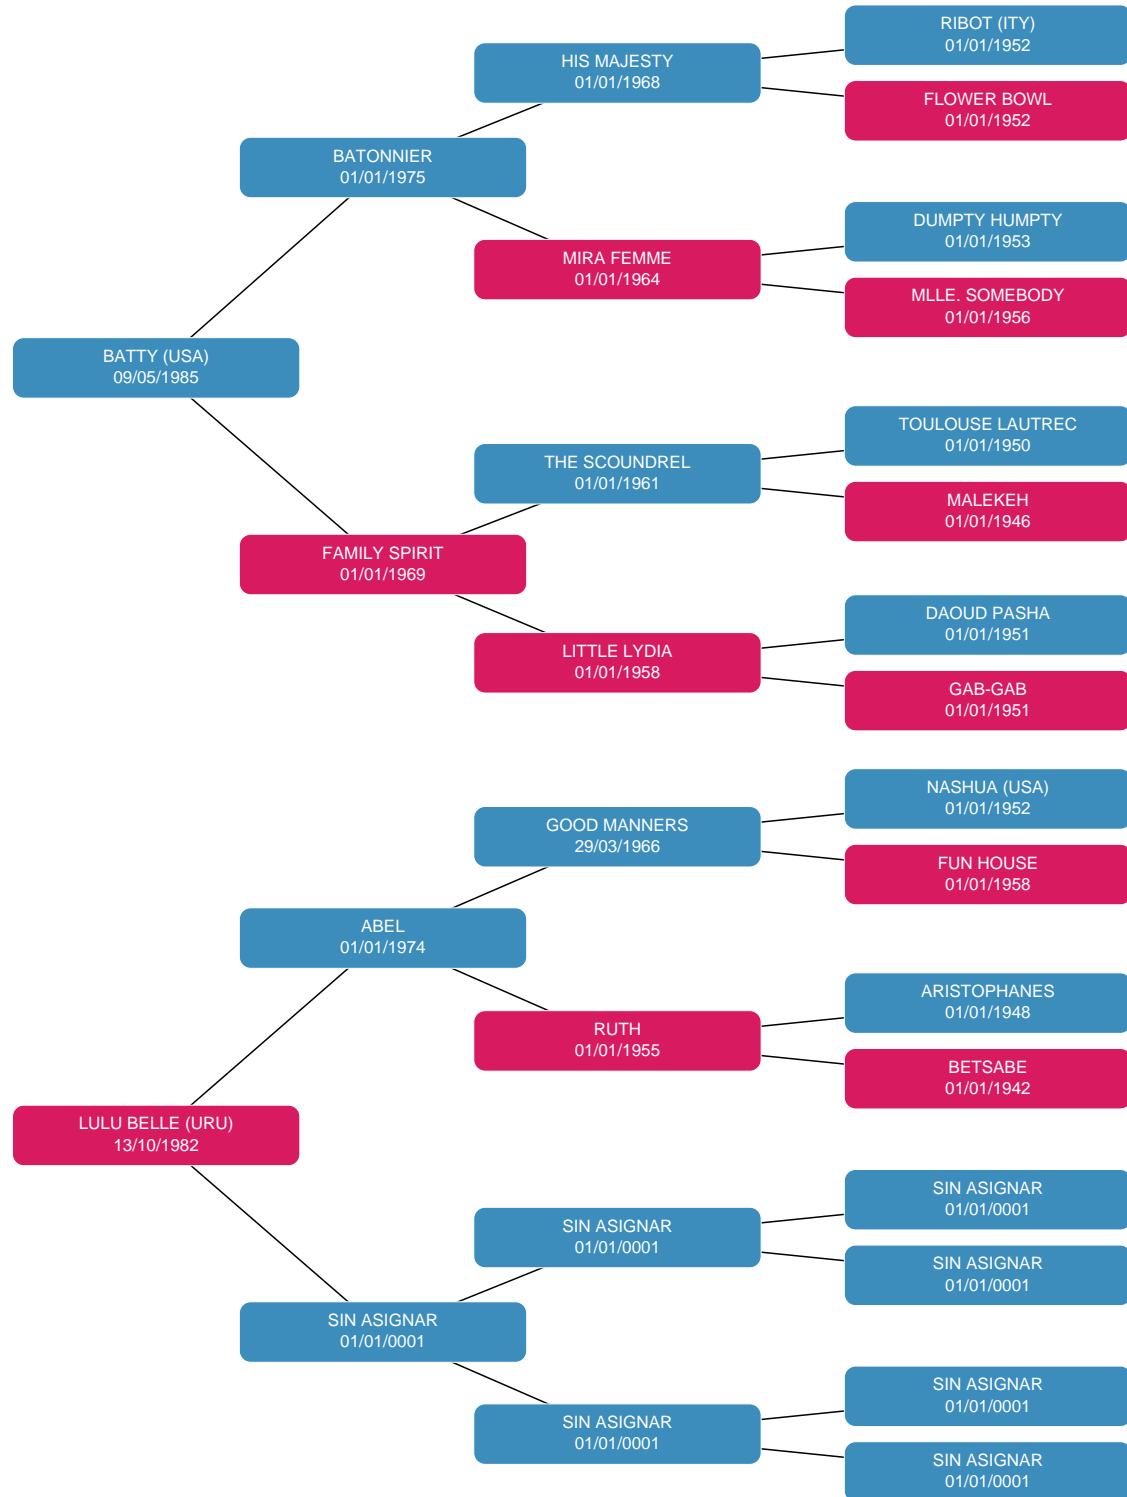 RIBOT (ITY)
01/01/1952
HIS MAJESTY
01/01/1968
FLOWER BOWL
01/01/1952
BATONNIER
01/01/1975
DUMPTY HUMPTY
01/01/1953
MIRA FEMME
01/01/1964
MLLE. SOMEBODY
01/01/1956
BATTY (USA)
09/05/1985
TOULOUSE LAUTREC
01/01/1950
THE SCOUNDREL
01/01/1961
MALEKEH
01/01/1946
FAMILY SPIRIT
01/01/1969
DAOUD PASHA
01/01/1951
LITTLE LYDIA
01/01/1958
GAB-GAB
01/01/1951
NASHUA (USA)
01/01/1952
GOOD MANNERS
29/03/1966
FUN HOUSE
01/01/1958
ABEL
01/01/1974
ARISTOPHANES
01/01/1948
RUTH
01/01/1955
BETSABE
01/01/1942
LULU BELLE (URU)
13/10/1982
SIN ASIGNAR
01/01/0001
SIN ASIGNAR
01/01/0001
SIN ASIGNAR
01/01/0001
SIN ASIGNAR
01/01/0001
SIN ASIGNAR
01/01/0001
SIN ASIGNAR
01/01/0001
SIN ASIGNAR
01/01/0001